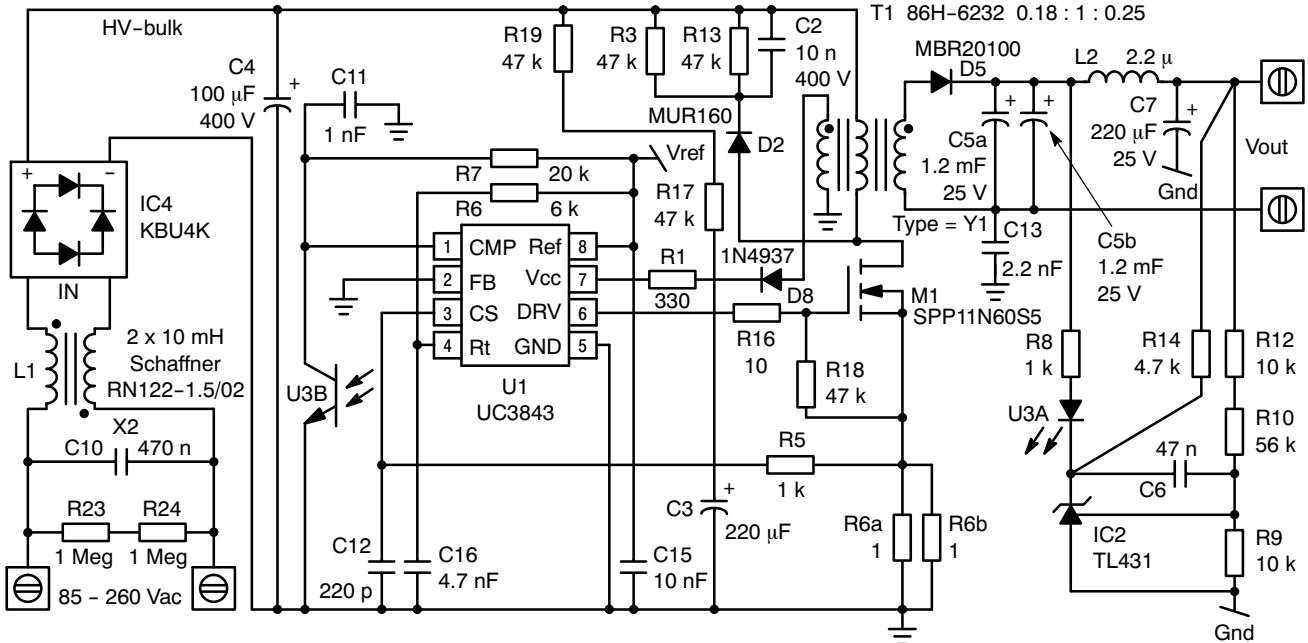 T1 86H-6232 0.18 : 1 : 0.25
HV-bulk
R19
47 k
R3
47 k
R13
47 k
C2
10 n
400 V
MBR20100
D5
L2 2.2 μ
C4
100 μF
400 V
+
C11
1 nF
MUR160
D2
+
C5a
1.2 mF
25 V
+
C7
220 μF
25 V
+
Gnd
Vout
Vref
R7 20 k
R6 6 k
R17
47 k
Type = Y1
C13
2.2 nF
C5b
1.2 mF
25 V
+ −
IC4
KBU4K
IN
1 CMP Ref 8
2 FB Vcc 7
3 CS DRV 6
4 Rt GND 5
U1
UC3843
R1
330
1N4937
D8
M1
SPP11N60S5
R16
10
R18
47 k
L1
2 x 10 mH
Schaffner
RN122-1.5/02
U3B
R8
1 k
R14
4.7 k
R12
10 k
U3A
R10
56 k
X2
C10 470 n
R5
1 k
47 n
C6
R23
1 Meg
R24
1 Meg
C12
220 p
C16
4.7 nF
C15
10 nF
C3
+
220 μF
R6a
1
R6b
1
IC2
TL431
R9
10 k
85 - 260 Vac
Gnd